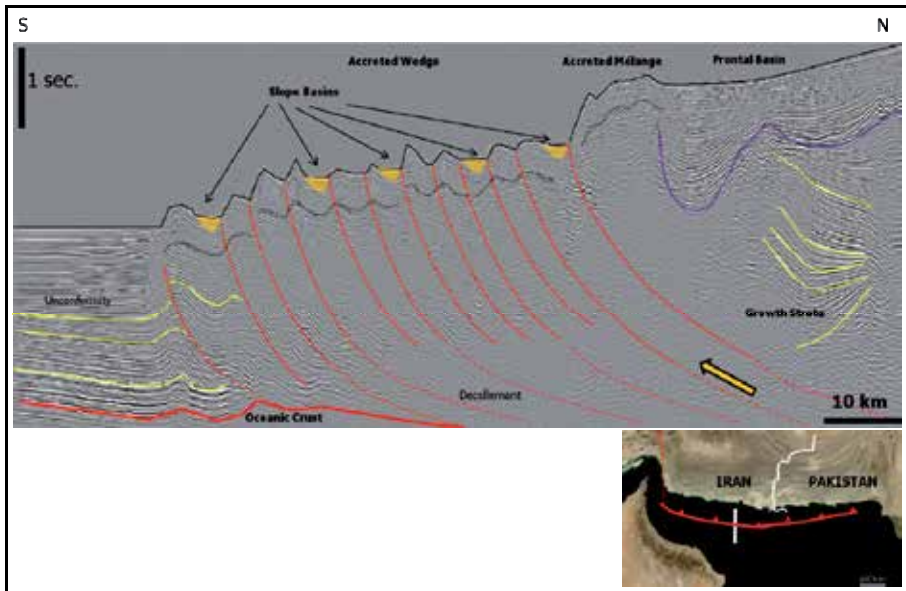 S
N
Accreted Wedge
Accreted Mélange
Frontal Basin
1 sec.
Slope Basins
Unconformity
Growth Strata
Decollement
10 km
Oceanic Crust
IRAN
PAKISTAN